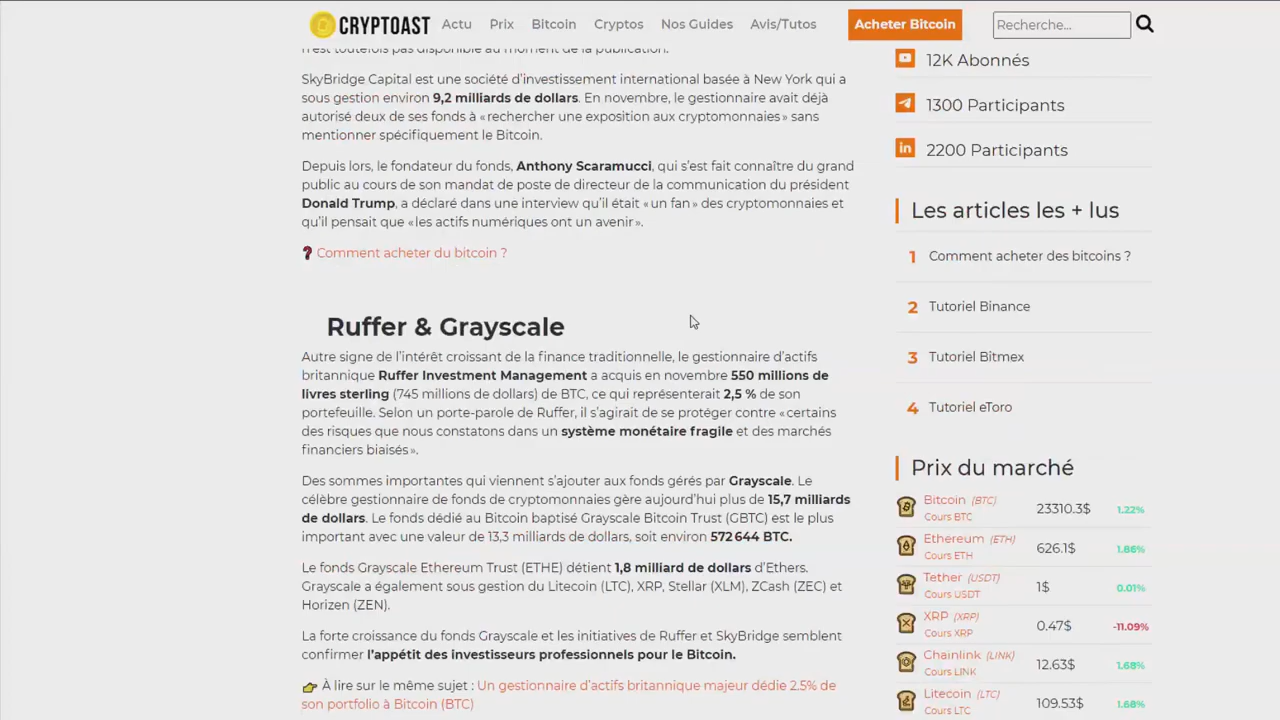 CRYPTOAST Actu Prix Bitcoin Cryptos Nos Guides Avis/Tutos Acheter Bitcoin Recherche...
n'est toutefois pas disponible au moment de la publication.
SkyBridge Capital est une société d'investissement international basée à New York qui a
sous gestion environ 9,2 milliards de dollars. En novembre, le gestionnaire avait déjà
autorisé deux de ses fonds à « rechercher une exposition aux cryptomonnaies » sans
mentionner spécifiquement le Bitcoin.
Depuis lors, le fondateur du fonds, Anthony Scaramucci, qui s'est fait connaître du grand
public au cours de son mandat de poste de directeur de la communication du président
Donald Trump, a déclaré dans une interview qu'il était « un fan » des cryptomonnaies et
qu'il pensait que « les actifs numériques ont un avenir ».
❓ Comment acheter du bitcoin ?
Ruffer & Grayscale
Autre signe de l'intérêt croissant de la finance traditionnelle, le gestionnaire d'actifs
britannique Ruffer Investment Management a acquis en novembre 550 millions de
livres sterling (745 millions de dollars) de BTC, ce qui représenterait 2,5 % de son
portefeuille. Selon un porte-parole de Ruffer, il s'agirait de se protéger contre « certains
des risques que nous constatons dans un système monétaire fragile et des marchés
financiers biaisés ».
Des sommes importantes qui viennent s'ajouter aux fonds gérés par Grayscale. Le
célèbre gestionnaire de fonds de cryptomonnaies gère aujourd'hui plus de 15,7 milliards
de dollars. Le fonds dédié au Bitcoin baptisé Grayscale Bitcoin Trust (GBTC) est le plus
important avec une valeur de 13,3 milliards de dollars, soit environ 572 644 BTC.
Le fonds Grayscale Ethereum Trust (ETHE) détient 1,8 milliard de dollars d'Ethers.
Grayscale a également sous gestion du Litecoin (LTC), XRP, Stellar (XLM), ZCash (ZEC) et
Horizen (ZEN).
La forte croissance du fonds Grayscale et les initiatives de Ruffer et SkyBridge semblent
confirmer l'appétit des investisseurs professionnels pour le Bitcoin.
👉 À lire sur le même sujet : Un gestionnaire d'actifs britannique majeur dédie 2,5% de
son portfolio à Bitcoin (BTC)
12K Abonnés
1300 Participants
2200 Participants
Les articles les + lus
1 Comment acheter des bitcoins ?
2 Tutoriel Binance
3 Tutoriel Bitmex
4 Tutoriel eToro
Prix du marché
Bitcoin (BTC) 23310.3$ 1.22%
Cours BTC
Ethereum (ETH) 626.1$ 1.86%
Cours ETH
Tether (USDT) 1$ 0.01%
Cours USDT
XRP (XRP) 0.47$ -11.09%
Cours XRP
Chainlink (LINK) 12.63$ 1.68%
Cours LINK
Litecoin (LTC) 109.53$ 1.68%
Cours LTC